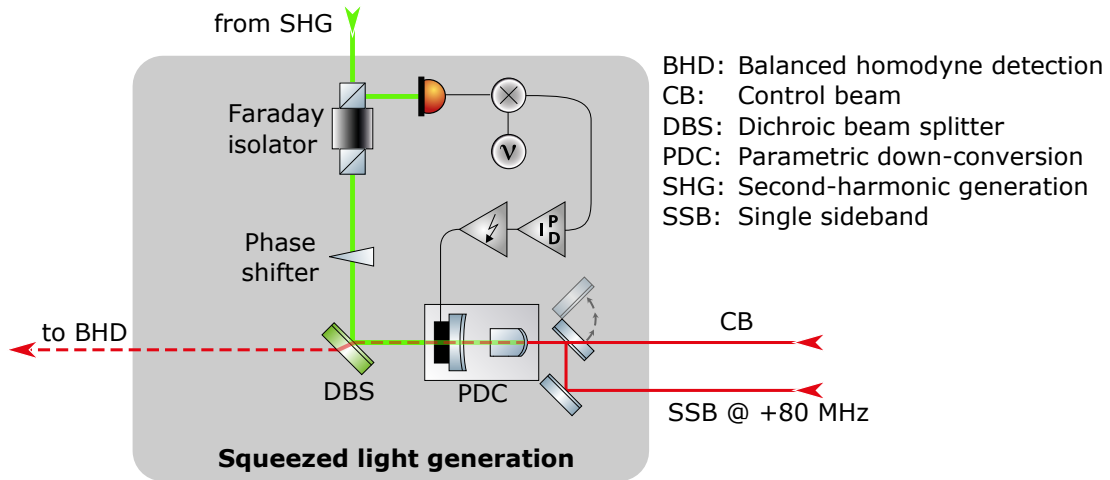 from SHG
Faraday
isolator
ν
Phase
shifter
P
I
D
to BHD
DBS
PDC
CB
SSB @ +80 MHz
Squeezed light generation
BHD: Balanced homodyne detection
CB: Control beam
DBS: Dichroic beam splitter
PDC: Parametric down-conversion
SHG: Second-harmonic generation
SSB: Single sideband